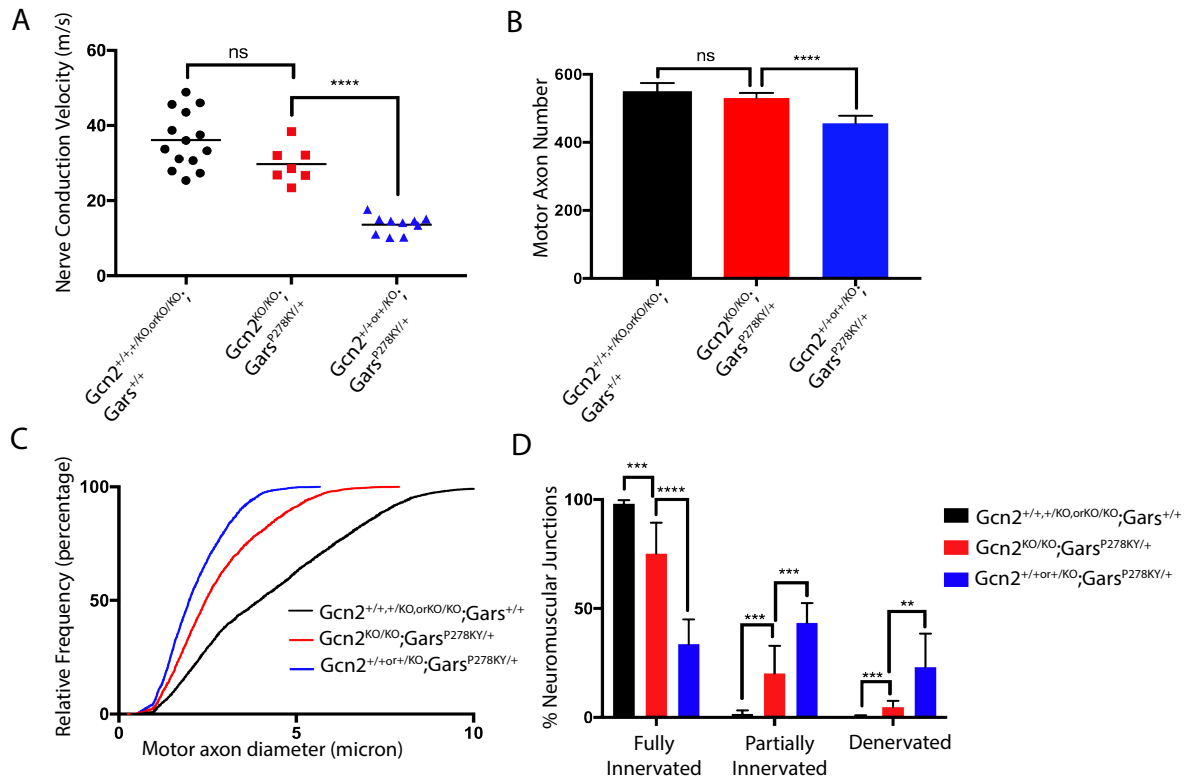 A
Nerve Conduction Velocity (m/s)
60
40
20
0
ns
****
Gcn2+/+,+/KO,orKO/KO;
Gars+/+
Gcn2KO/KO;
GarsP278KY/+
Gcn2+/+or+/KO;
GarsP278KY/+
B
Motor Axon Number
600
400
200
0
ns
****
Gcn2+/+,+/KO,orKO/KO;
Gars+/+
Gcn2KO/KO;
GarsP278KY/+
Gcn2+/+or+/KO;
GarsP278KY/+
C
Relative Frequency (percentage)
100
50
0
0
5
10
Motor axon diameter (micron)
Gcn2+/+,+/KO,orKO/KO;Gars+/+
Gcn2KO/KO;GarsP278KY/+
Gcn2+/+or+/KO;GarsP278KY/+
D
% Neuromuscular Junctions
100
50
0
***
****
***
***
***
**
Fully
Innervated
Partially
Innervated
Denervated
Gcn2+/+,+/KO,orKO/KO;Gars+/+
Gcn2KO/KO;GarsP278KY/+
Gcn2+/+or+/KO;GarsP278KY/+